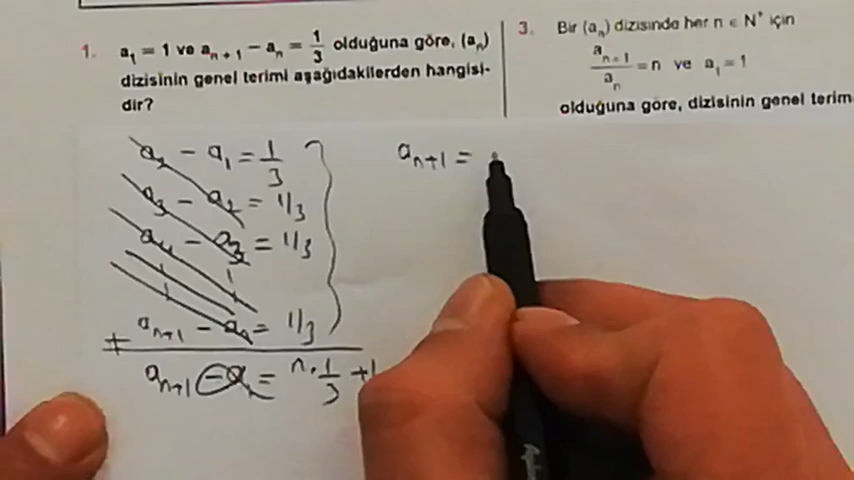 1. a₁ = 1 ve aₙ₊₁ − aₙ = 1/3 olduğuna göre, (aₙ)
dizisinin genel terimi aşağıdakilerden hangisi-
dir?
a₂ − a₁ = 1/3
a₃ − a₂ = 1/3
a₄ − a₃ = 1/3
aₙ₊₁ − aₙ = 1/3
+
aₙ₊₁ − a₁ = n · 1/3 + 1
aₙ₊₁ =
3. Bir (aₙ) dizisinde her n ∈ N⁺ için
aₙ₊₁/aₙ = n ve a₁ = 1
olduğuna göre, dizisinin genel terim